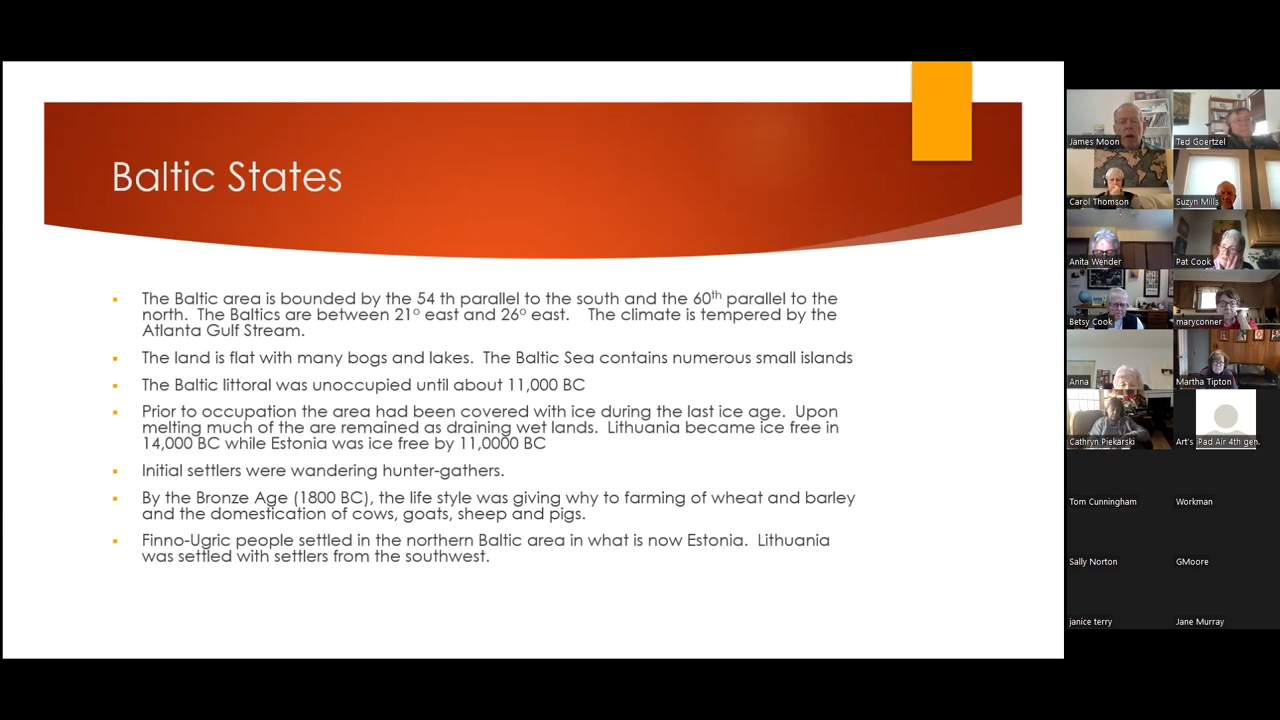 Baltic States
The Baltic area is bounded by the 54 th parallel to the south and the 60th parallel to the
north. The Baltics are between 21° east and 26° east. The climate is tempered by the
Atlanta Gulf Stream.
The land is flat with many bogs and lakes. The Baltic Sea contains numerous small islands
The Baltic littoral was unoccupied until about 11,000 BC
Prior to occupation the area had been covered with ice during the last ice age. Upon
melting much of the are remained as draining wet lands. Lithuania became ice free in
14,000 BC while Estonia was ice free by 11,0000 BC
Initial settlers were wandering hunter-gathers.
By the Bronze Age (1800 BC), the life style was giving why to farming of wheat and barley
and the domestication of cows, goats, sheep and pigs.
Finno-Ugric people settled in the northern Baltic area in what is now Estonia. Lithuania
was settled with settlers from the southwest.
James Moon
Ted Goertzel
Carol Thomson
Suzyn Mills
Anita Wender
Pat Cook
Betsy Cook
maryconner
Anna
Martha Tipton
Cathryn Piekarski
Art's Pad Air 4th gen.
Tom Cunningham
Workman
Sally Norton
GMoore
janice terry
Jane Murray